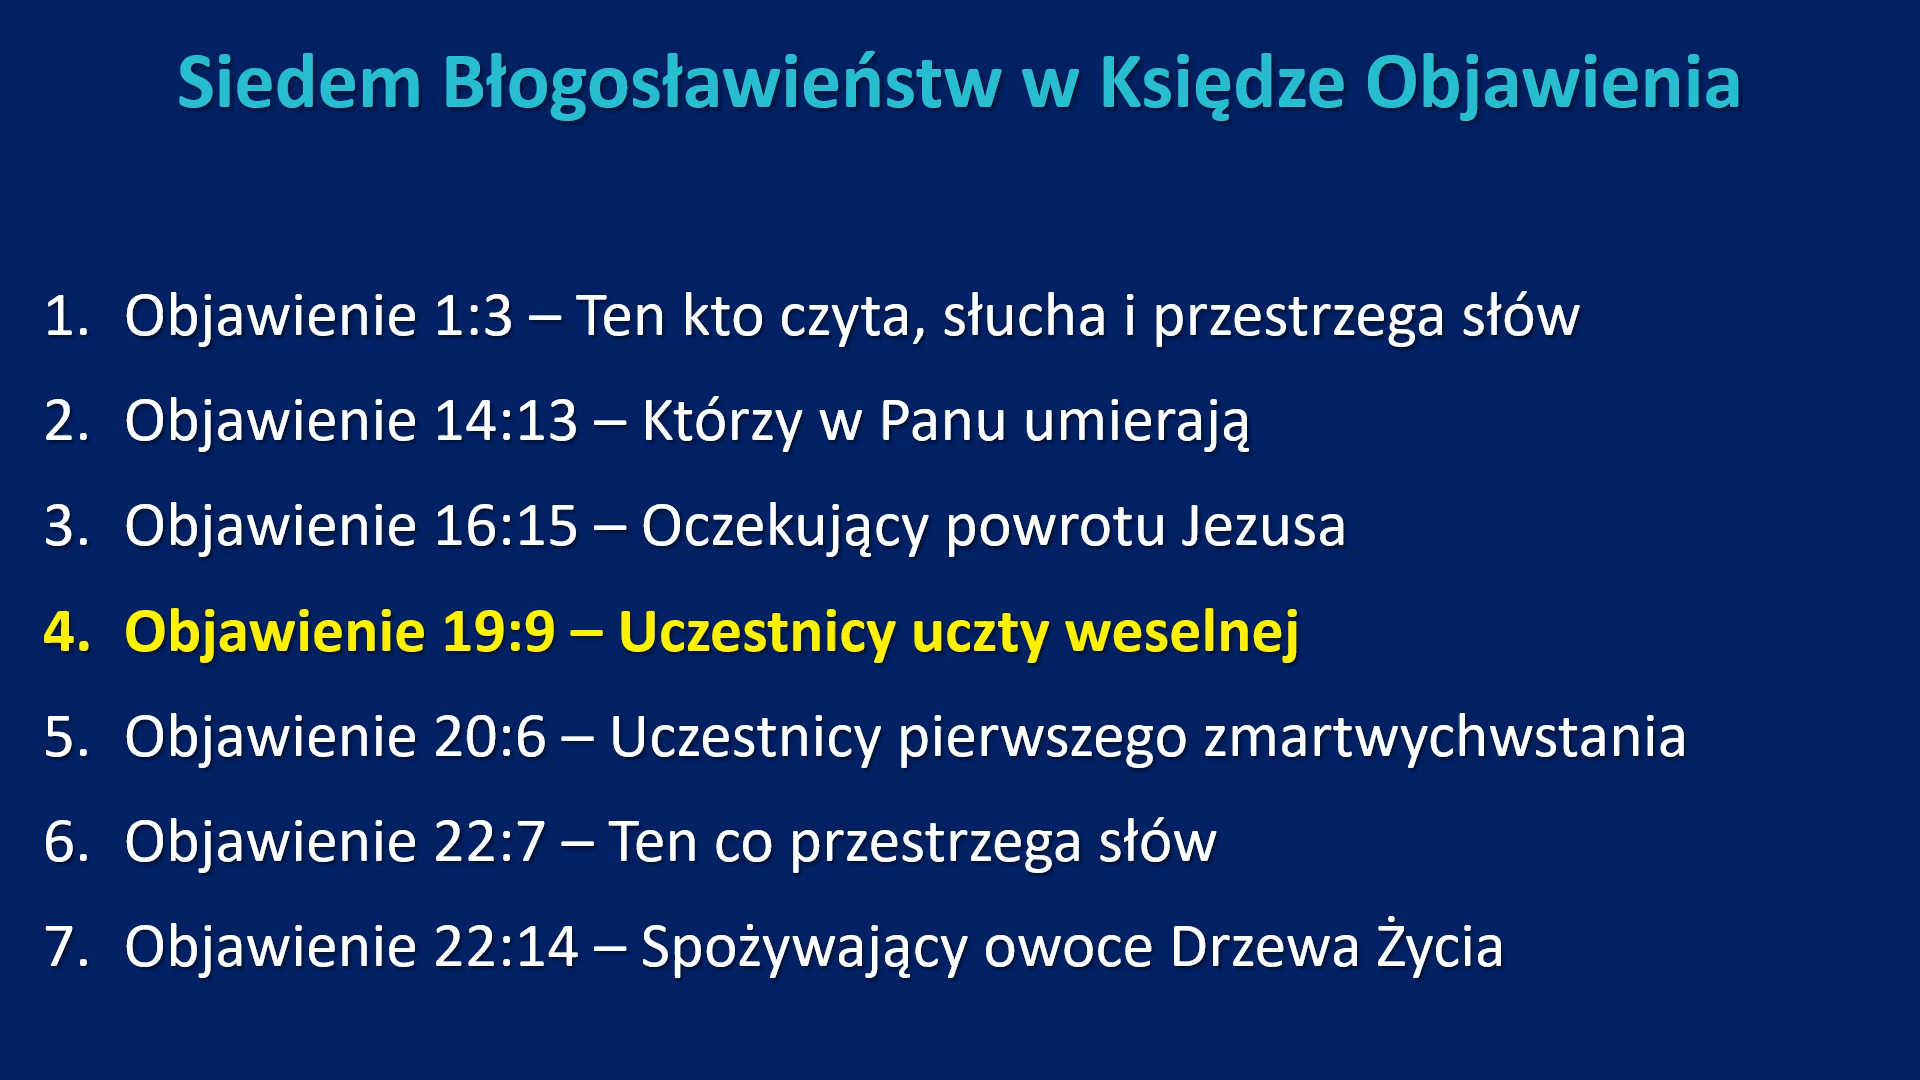 Siedem Błogosławieństw w Księdze Objawienia
1. Objawienie 1:3 – Ten kto czyta, słucha i przestrzega słów
2. Objawienie 14:13 – Którzy w Panu umierają
3. Objawienie 16:15 – Oczekujący powrotu Jezusa
4. Objawienie 19:9 – Uczestnicy uczty weselnej
5. Objawienie 20:6 – Uczestnicy pierwszego zmartwychwstania
6. Objawienie 22:7 – Ten co przestrzega słów
7. Objawienie 22:14 – Spożywający owoce Drzewa Życia